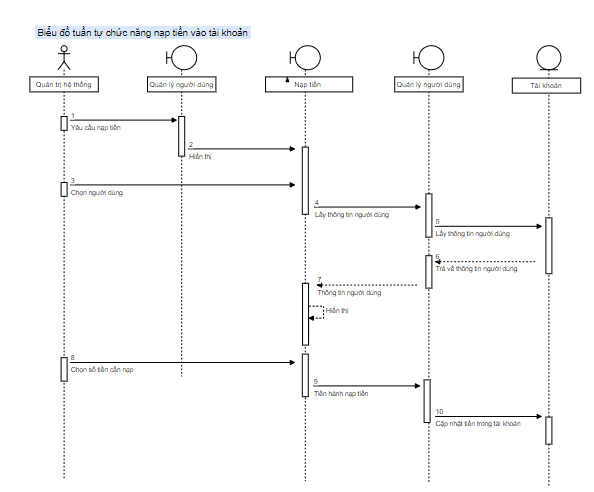 Biểu đồ tuần tự chức năng nạp tiền vào tài khoản
Quản trị hệ thống
Quản lý người dùng
Nạp tiền
Quản lý người dùng
Tài khoản
1
Yêu cầu nạp tiền
2
Hiển thị
3
Chọn người dùng
4
Lấy thông tin người dùng
5
Lấy thông tin người dùng
6
Trả về thông tin người dùng
7
Thông tin người dùng
Hiển thị
8
Chọn số tiền cần nạp
9
Tiến hành nạp tiền
10
Cập nhật tiền trong tài khoản